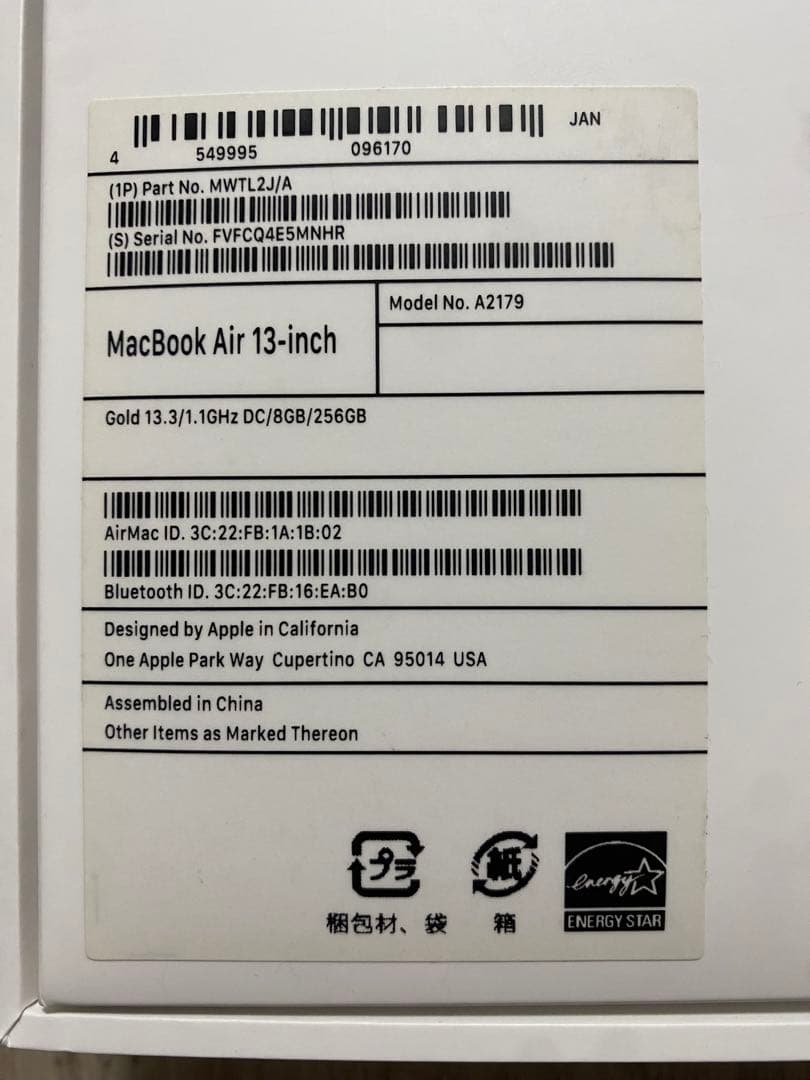 JAN
4 549995 096170
(1P) Part No. MWTL2J/A
(S) Serial No. FVFCQ4E5MNHR
MacBook Air 13-inch
Model No. A2179
Gold 13.3/1.1GHz DC/8GB/256GB
AirMac ID. 3C:22:FB:1A:1B:02
Bluetooth ID. 3C:22:FB:16:EA:B0
Designed by Apple in California
One Apple Park Way Cupertino CA 95014 USA
Assembled in China
Other Items as Marked Thereon
プラ
梱包材、袋
紙
箱
energy
ENERGY STAR